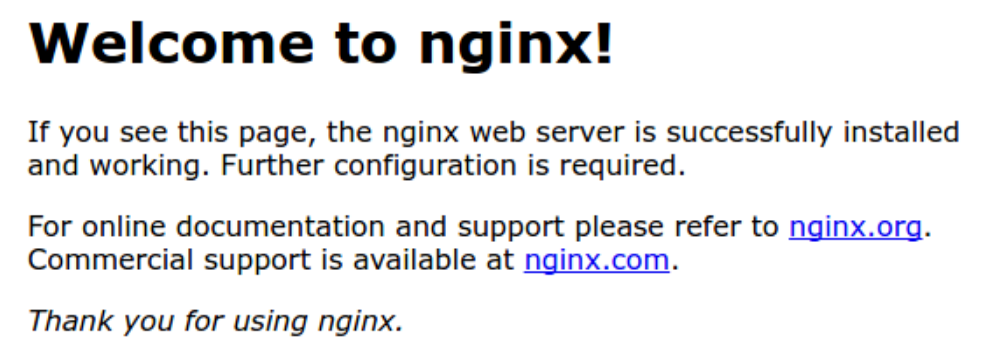 Welcome to nginx!
If you see this page, the nginx web server is successfully installed
and working. Further configuration is required.
For online documentation and support please refer to nginx.org.
Commercial support is available at nginx.com.
Thank you for using nginx.